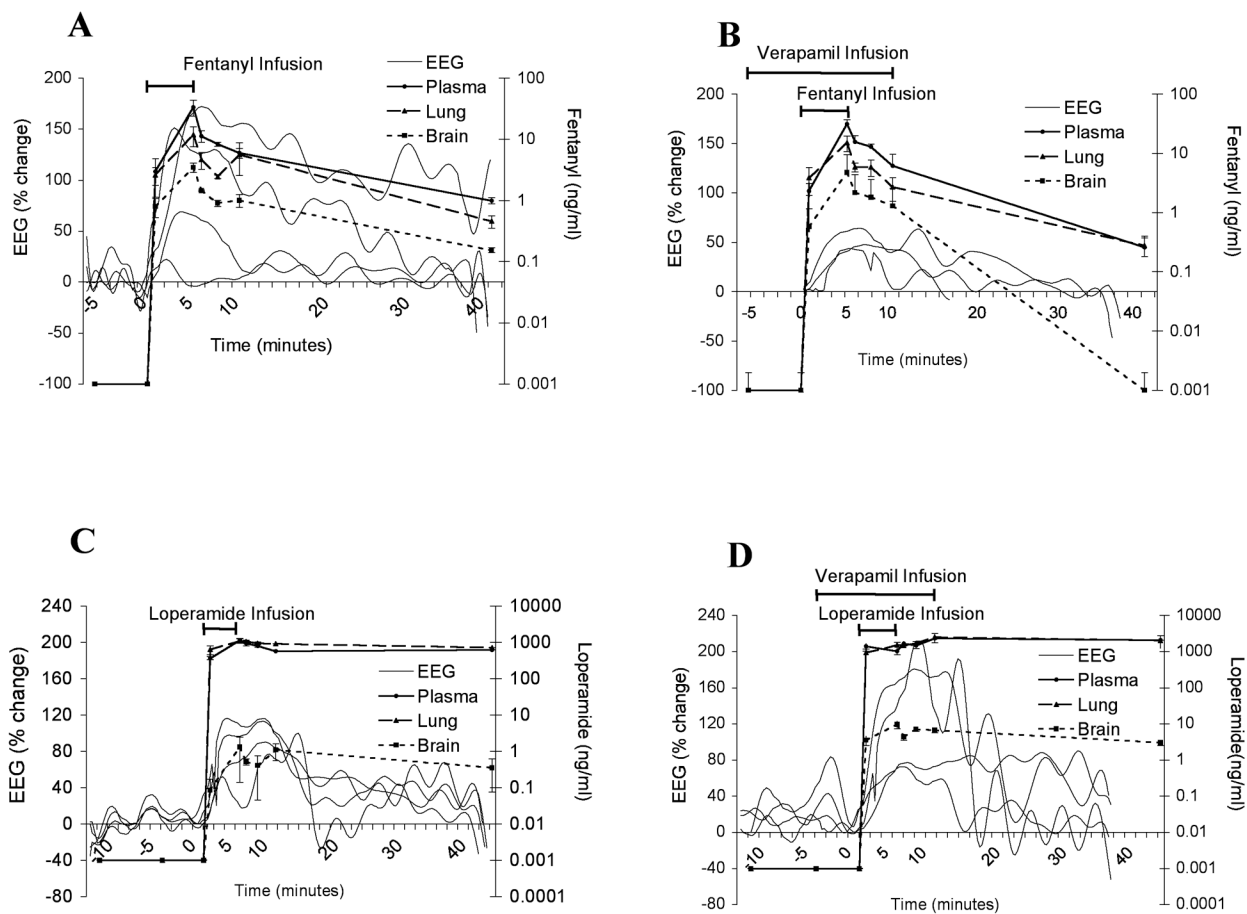 A
Fentanyl Infusion
EEG
Plasma
Lung
Brain
200
150
100
50
0
-50
-100
EEG (% change)
100
10
1
0.1
0.01
0.001
Fentanyl (ng/ml)
-5
0
5
10
20
30
40
Time (minutes)
B
Verapamil Infusion
Fentanyl Infusion
EEG
Plasma
Lung
Brain
200
150
100
50
0
-50
-100
EEG (% change)
100
10
1
0.1
0.01
0.001
Fentanyl (ng/ml)
-5
0
5
10
20
30
40
Time (minutes)
C
Loperamide Infusion
EEG
Plasma
Lung
Brain
240
200
160
120
80
40
0
-40
-80
EEG (% change)
10000
1000
100
10
1
0.1
0.01
0.001
0.0001
Loperamide (ng/ml)
-10
-5
0
5
10
20
30
40
Time (minutes)
D
Verapamil Infusion
Loperamide Infusion
EEG
Plasma
Lung
Brain
240
200
160
120
80
40
0
-40
-80
EEG (% change)
10000
1000
100
10
1
0.1
0.01
0.001
0.0001
Loperamide(ng/ml)
-10
-5
0
5
10
20
30
40
Time (minutes)